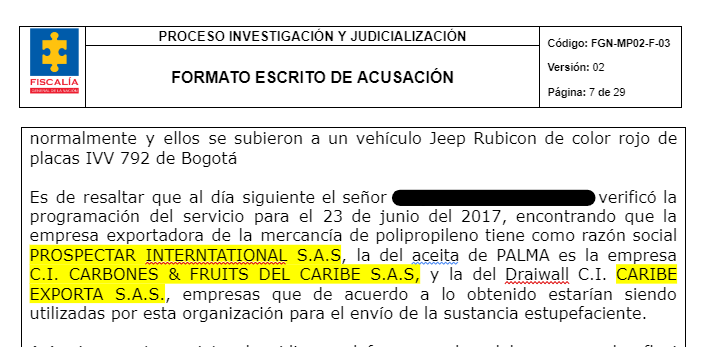 PROCESO INVESTIGACIÓN Y JUDICIALIZACIÓN
FORMATO ESCRITO DE ACUSACIÓN
Código: FGN-MP02-F-03
Versión: 02
Página: 7 de 29
FISCALÍA
GENERAL DE LA NACIÓN
normalmente y ellos se subieron a un vehículo Jeep Rubicon de color rojo de
placas IVV 792 de Bogotá
Es de resaltar que al día siguiente el señor verificó la
programación del servicio para el 23 de junio del 2017, encontrando que la
empresa exportadora de la mercancía de polipropileno tiene como razón social
PROSPECTAR INTERNTATIONAL S.A.S, la del aceita de PALMA es la empresa
C.I. CARBONES & FRUITS DEL CARIBE S.A.S, y la del Draiwall C.I. CARIBE
EXPORTA S.A.S., empresas que de acuerdo a lo obtenido estarían siendo
utilizadas por esta organización para el envío de la sustancia estupefaciente.